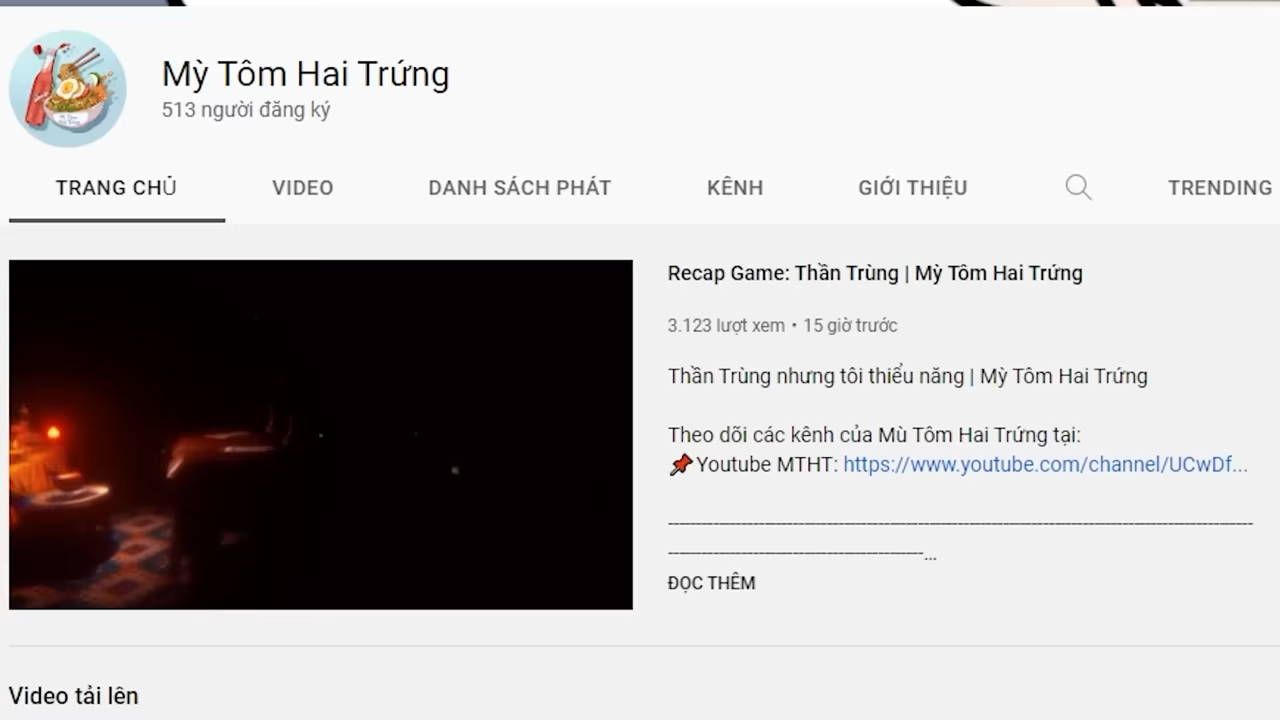 Mỳ Tôm Hai Trứng
513 người đăng ký
TRANG CHỦ VIDEO DANH SÁCH PHÁT KÊNH GIỚI THIỆU TRENDING
Recap Game: Thần Trùng | Mỳ Tôm Hai Trứng
3.123 lượt xem • 15 giờ trước
Thần Trùng nhưng tôi thiểu năng | Mỳ Tôm Hai Trứng
Theo dõi các kênh của Mù Tôm Hai Trứng tại:
📌Youtube MTHT: https://www.youtube.com/channel/UCwDf...
---------------------------------------------------------------------------------------------------------
----------------------------------------------...
ĐỌC THÊM
Video tải lên